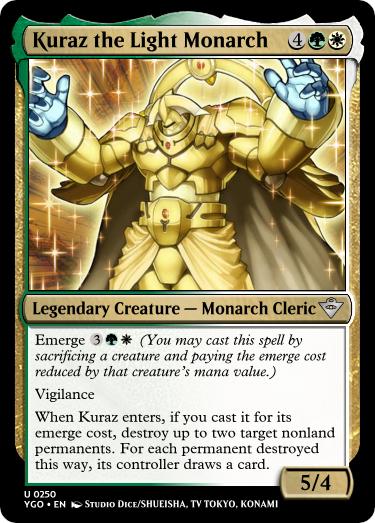 Kuraz the Light Monarch 4
Legendary Creature — Monarch Cleric
Emerge 3 (You may cast this spell by
sacrificing a creature and paying the emerge cost
reduced by that creature's mana value.)
Vigilance
When Kuraz enters, if you cast it for its
emerge cost, destroy up to two target nonland
permanents. For each permanent destroyed
this way, its controller draws a card.
5/4
U 0250
YGO • EN Studio Dice/SHUEISHA, TV TOKYO, KONAMI